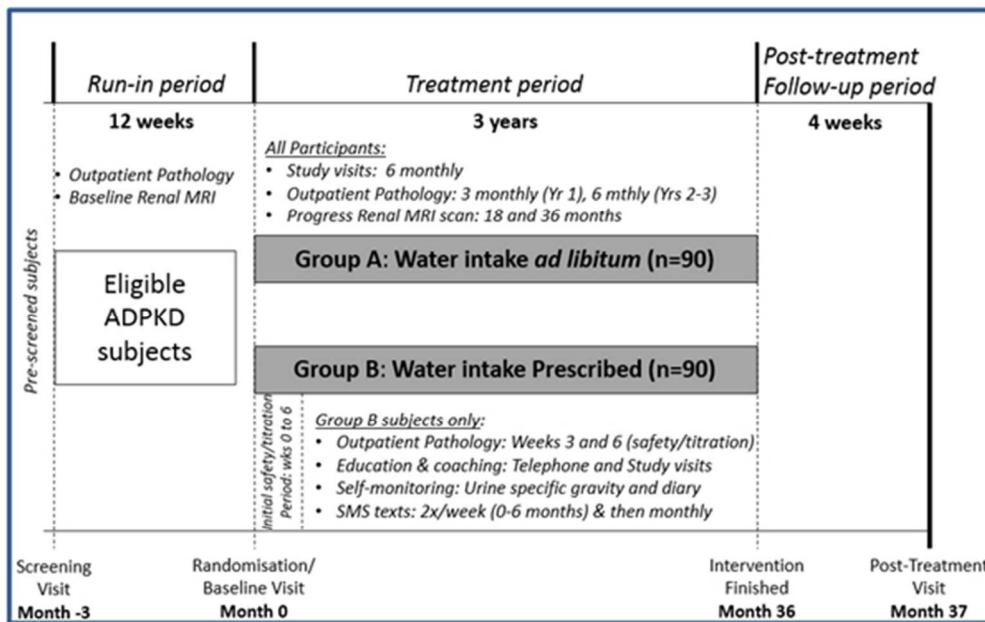 Run-in period
Treatment period
Post-treatment
Follow-up period
12 weeks
3 years
4 weeks
• Outpatient Pathology
• Baseline Renal MRI
All Participants:
• Study visits: 6 monthly
• Outpatient Pathology: 3 monthly (Yr 1), 6 mthly (Yrs 2-3)
• Progress Renal MRI scan: 18 and 36 months
Pre-screened subjects
Eligible
ADPKD
subjects
Group A: Water intake ad libitum (n=90)
Group B: Water intake Prescribed (n=90)
Initial safety/titration
Period: wks 0 to 6
Group B subjects only:
• Outpatient Pathology: Weeks 3 and 6 (safety/titration)
• Education & coaching: Telephone and Study visits
• Self-monitoring: Urine specific gravity and diary
• SMS texts: 2x/week (0-6 months) & then monthly
Screening
Visit
Month -3
Randomisation/
Baseline Visit
Month 0
Intervention
Finished
Month 36
Post-Treatment
Visit
Month 37